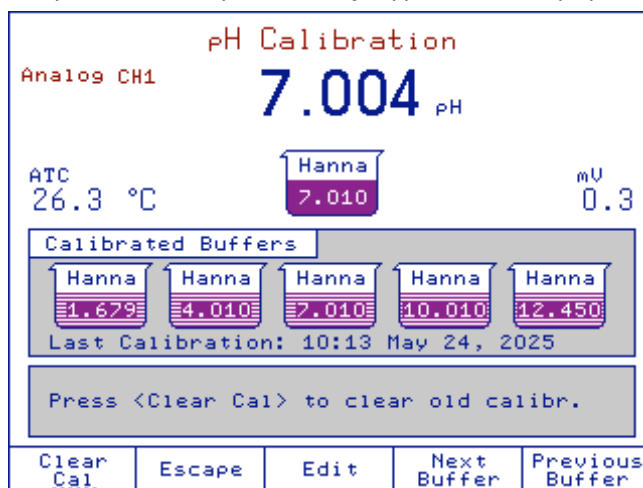 pH Calibration
Analog CH1
7.004 pH
ATC
26.3 °C
Hanna
7.010
mV
0.3
Calibrated Buffers
Hanna Hanna Hanna Hanna Hanna
1.679 4.010 7.010 10.010 12.450
Last Calibration: 10:13 May 24, 2025
Press <Clear Cal> to clear old calibr.
Clear Cal
Escape
Edit
Next Buffer
Previous Buffer